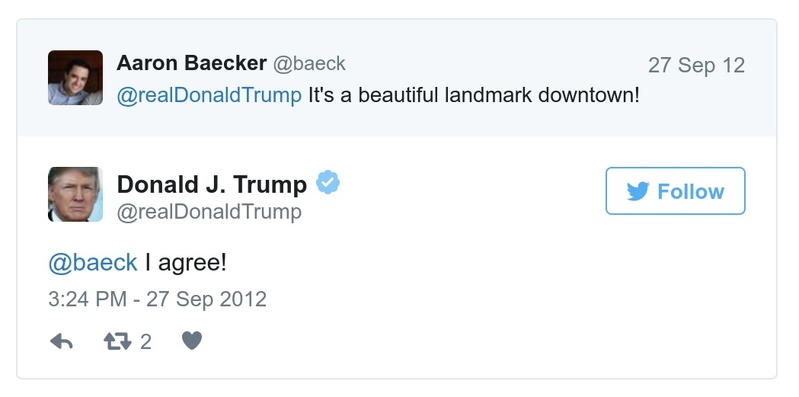 Aaron Baecker @baeck 27 Sep 12
@realDonaldTrump It's a beautiful landmark downtown!
Donald J. Trump
@realDonaldTrump
Follow
@baeck I agree!
3:24 PM - 27 Sep 2012
2